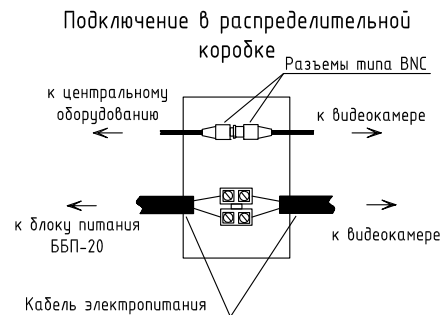 Подключение в распределительной
коробке
Разъемы типа BNC
к центральному
оборудованию
к видеокамере
к блоку питания
ББП-20
к видеокамере
Кабель электропитания